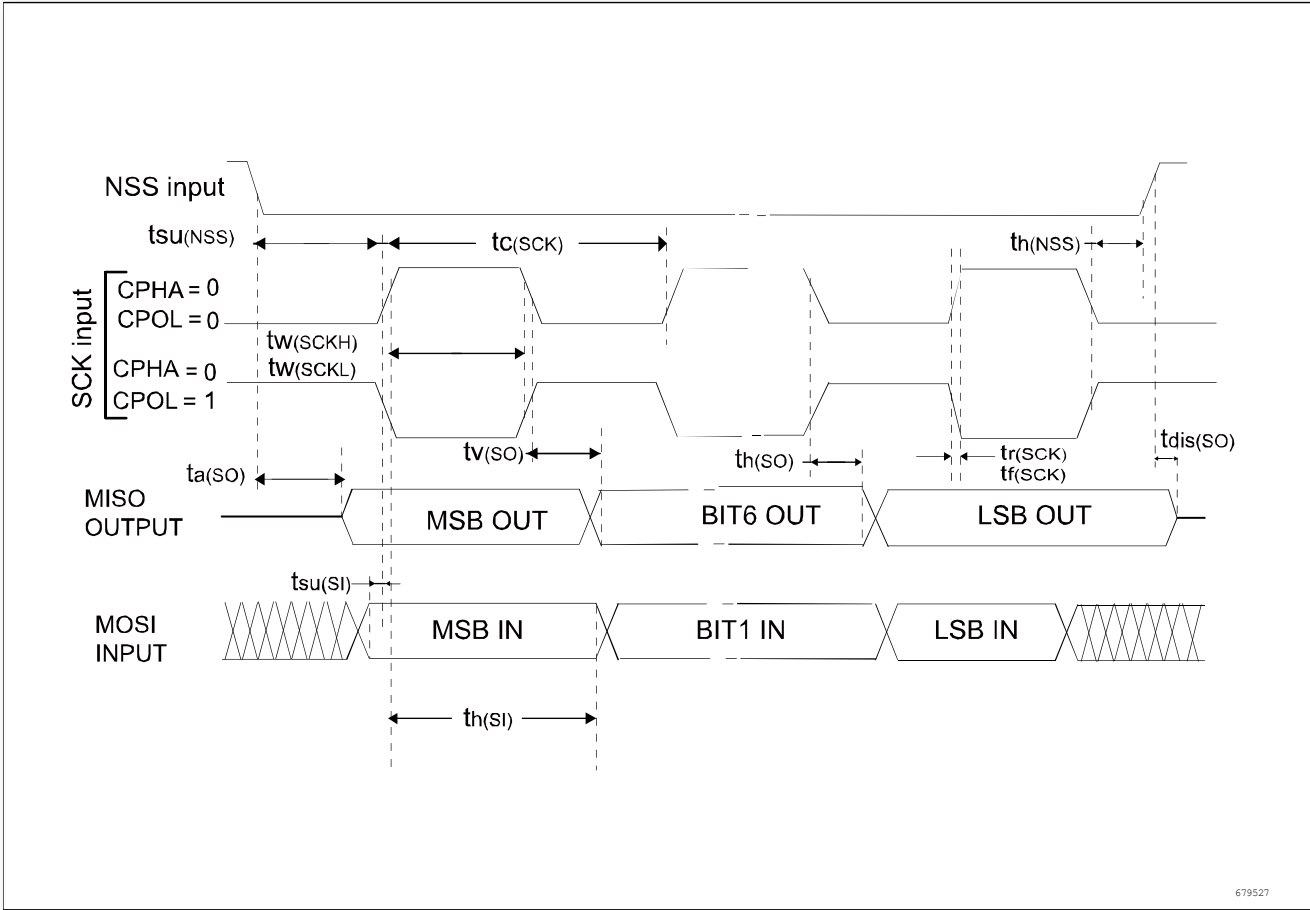 NSS input
tsu(NSS)
tc(SCK)
th(NSS)
SCK input
CPHA = 0
CPOL = 0
tw(SCKH)
CPHA = 0
tw(SCKL)
CPOL = 1
tv(SO)
th(SO)
tr(SCK)
tf(SCK)
tdis(SO)
ta(SO)
MISO
OUTPUT
MSB OUT
BIT6 OUT
LSB OUT
tsu(SI)
MOSI
INPUT
MSB IN
BIT1 IN
LSB IN
th(SI)
679527